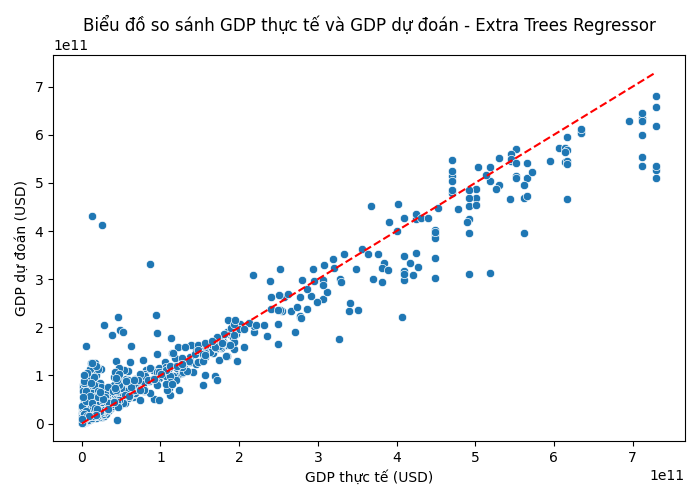 Biểu đồ so sánh GDP thực tế và GDP dự đoán - Extra Trees Regressor
1e11
7
6
5
4
3
2
1
0
GDP dự đoán (USD)
0 1 2 3 4 5 6 7
1e11
GDP thực tế (USD)